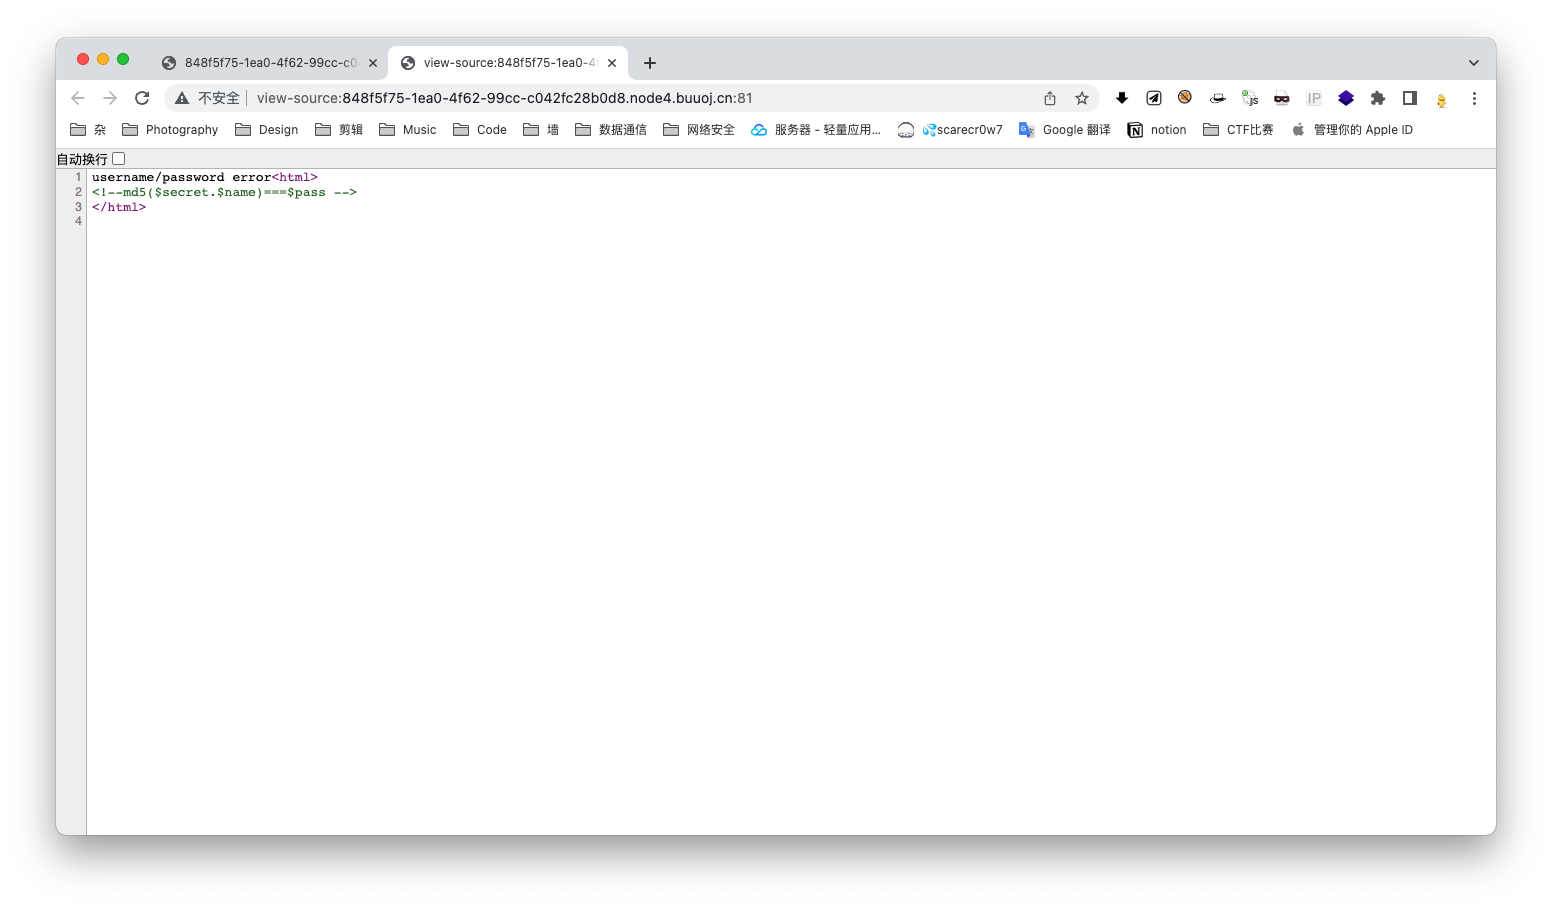 848f5f75-1ea0-4f62-99cc-c0
view-source:848f5f75-1ea0-4f
不安全 view-source:848f5f75-1ea0-4f62-99cc-c042fc28b0d8.node4.buuoj.cn:81
JS IP
杂 Photography Design 剪辑 Music Code 墙 数据通信 网络安全 服务器 - 轻量应用... 💦scarecr0w7 Google 翻译 notion CTF比赛 管理你的 Apple ID
自动换行
1 username/password error<html>
2 <!--md5($secret.$name)===$pass -->
3 </html>
4